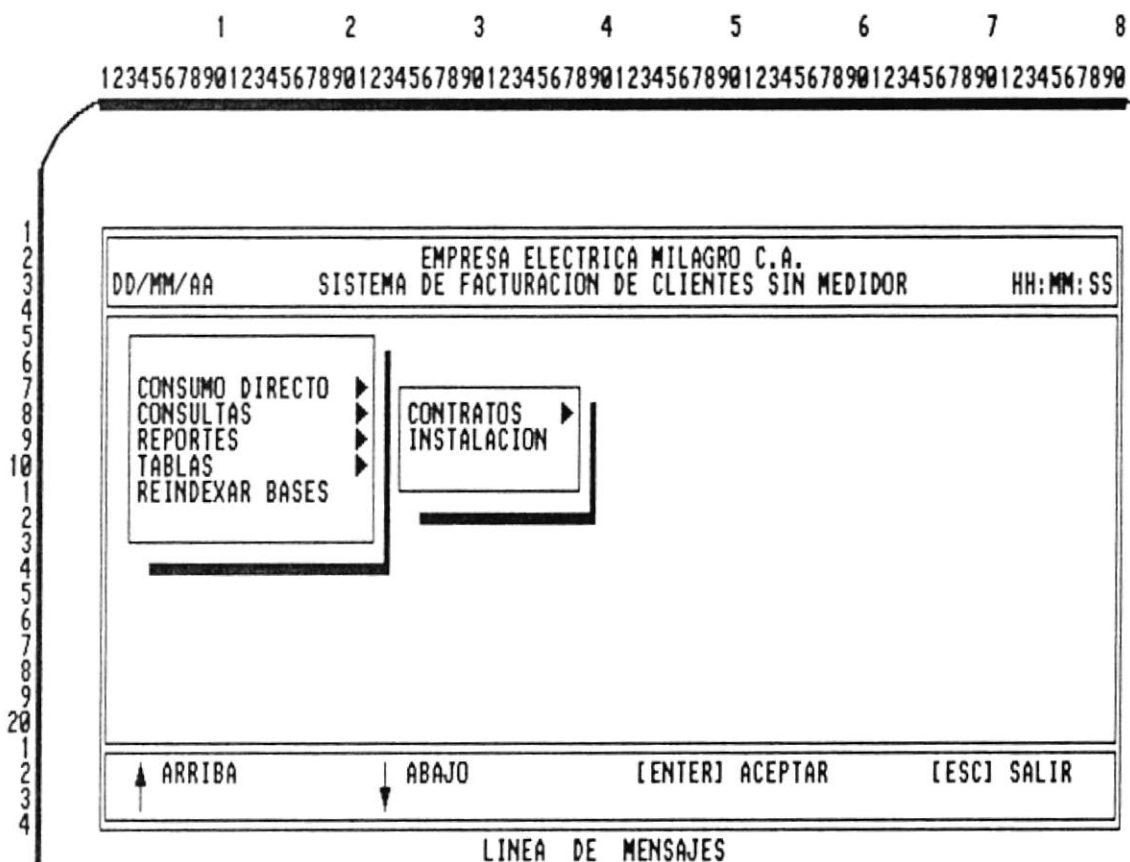 1 2 3 4 5 6 7 8
12345678901234567890123456789012345678901234567890123456789012345678901234567890
1
2 EMPRESA ELECTRICA MILAGRO C.A.
3 DD/MM/AA SISTEMA DE FACTURACION DE CLIENTES SIN MEDIDOR HH:MM:SS
4
5
6
7 CONSUMO DIRECTO
8 CONSULTAS CONTRATOS
9 REPORTES INSTALACION
10 TABLAS
1 REINDEXAR BASES
2
3
4
5
6
7
8
9
20
1
2 ARRIBA ABAJO [ENTER] ACEPTAR [ESC] SALIR
3
4
LINEA DE MENSAJES